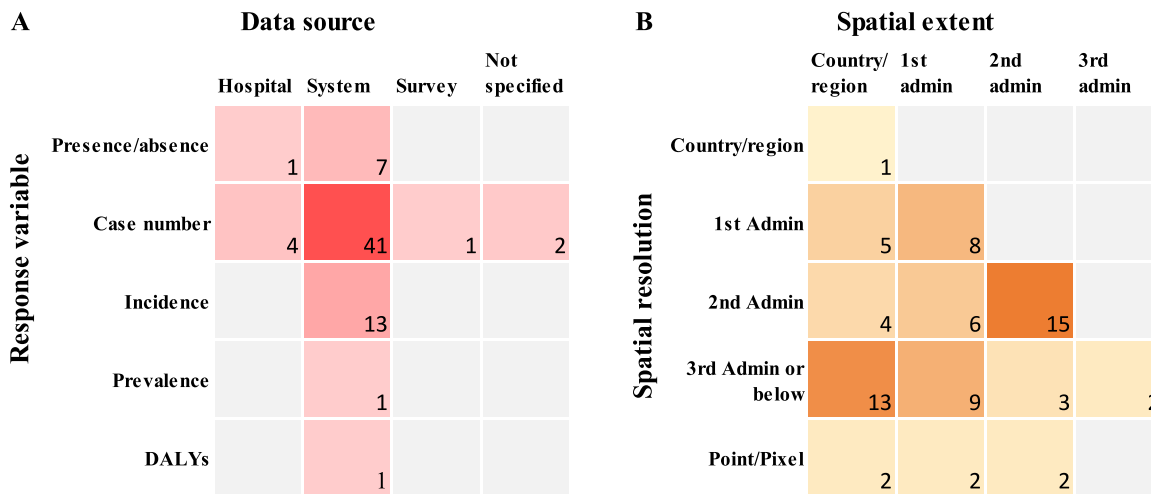 A
Data source
Hospital
System
Survey
Not
specified
Response variable
Presence/absence
1
7
Case number
4
41
1
2
Incidence
13
Prevalence
1
DALYs
1
B
Spatial extent
Country/
region
1st
admin
2nd
admin
3rd
admin
Spatial resolution
Country/region
1
1st Admin
5
8
2nd Admin
4
6
15
3rd Admin or
below
13
9
3
2
Point/Pixel
2
2
2